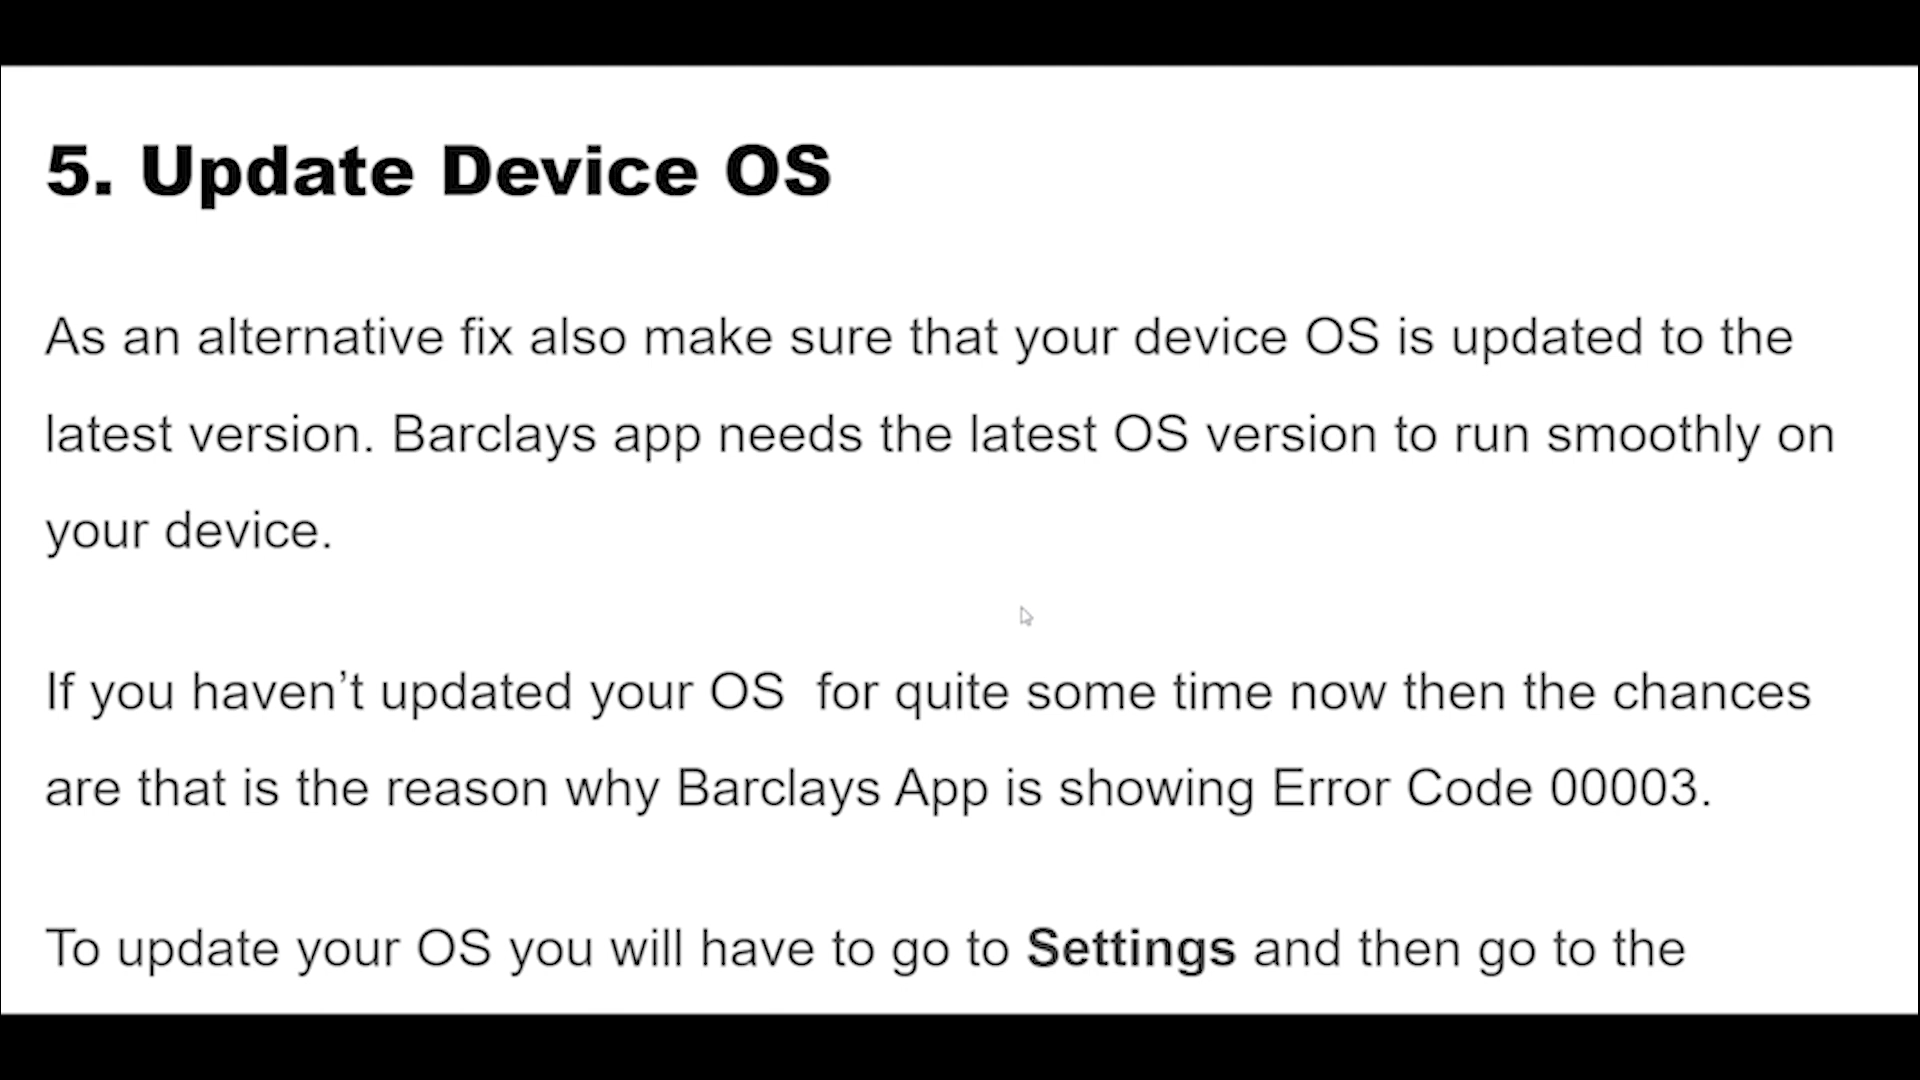 5. Update Device OS
As an alternative fix also make sure that your device OS is updated to the
latest version. Barclays app needs the latest OS version to run smoothly on
your device.
If you haven’t updated your OS  for quite some time now then the chances
are that is the reason why Barclays App is showing Error Code 00003.
To update your OS you will have to go to Settings and then go to the